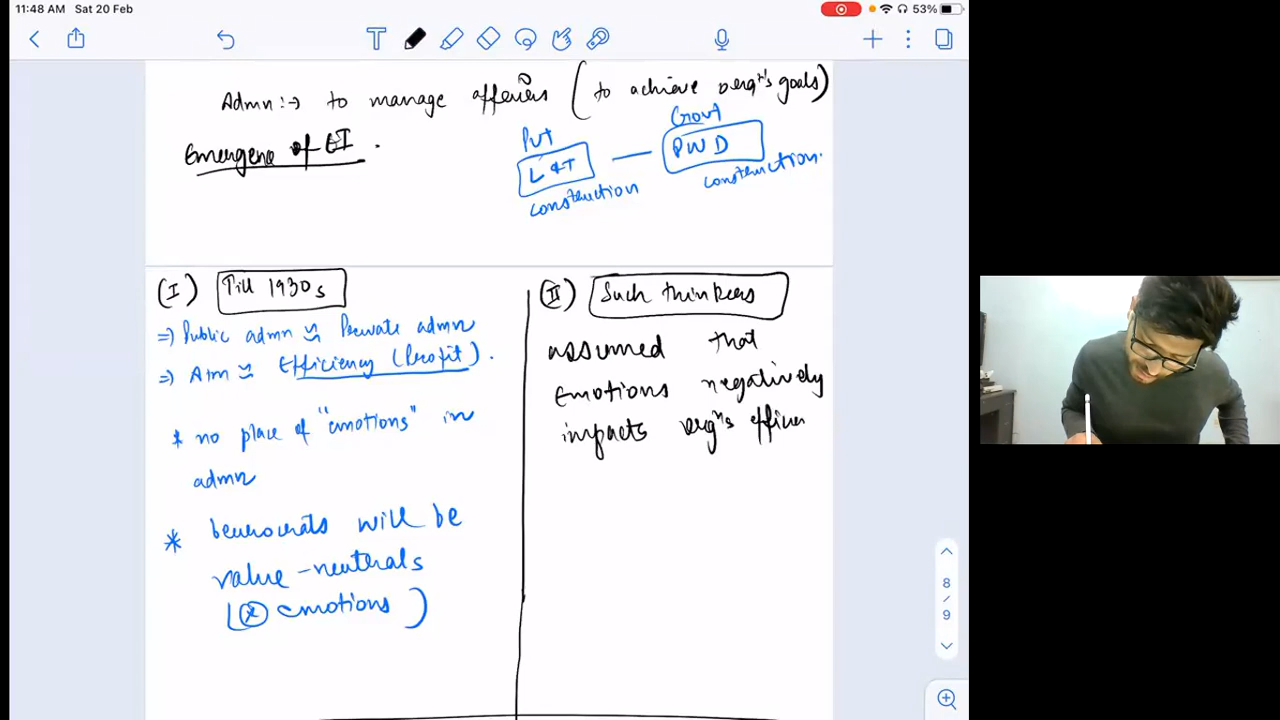 11:48 AM Sat 20 Feb
53%
Admn :→ to manage affairs (to achieve orgn's goals)
Emergene of EI .
Pvt
L&T
construction
Govt
PWD
construction.
(I) Till 1930s
⇒ Public admn ≈ Private admn
⇒ Aim ≈ Efficiency (Profit).
* no place of "emotions" in
admn
* beurocrats will be
value-neutrals
(ⓧ emotions)
(II) Such thinkers
assumed that
Emotions negatively
impacts orgn's efficien
8
/
9